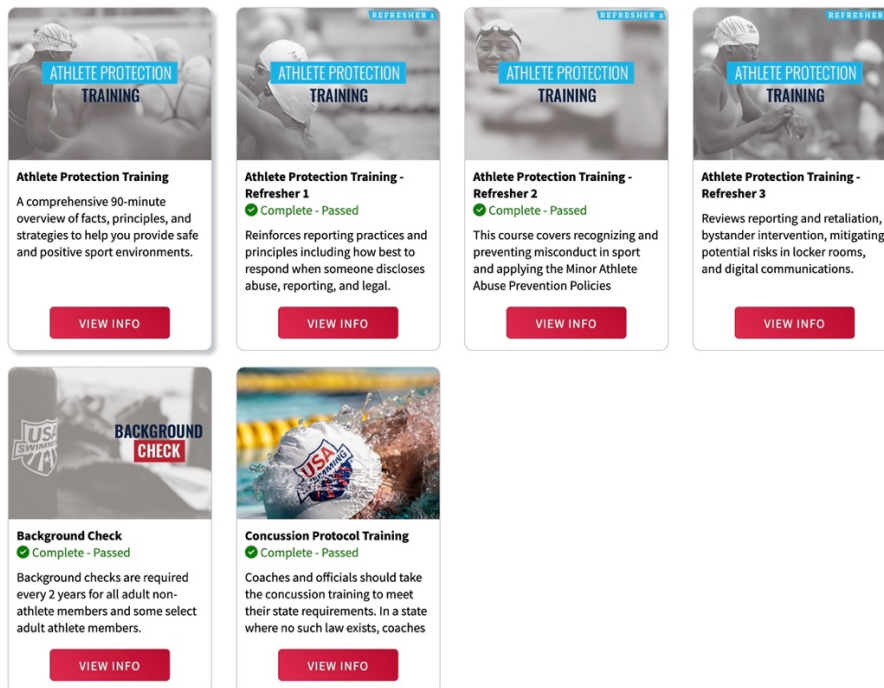 REFRESHER 1
REFRESHER 2
REFRESHER
ATHLETE PROTECTION
TRAINING
ATHLETE PROTECTION
TRAINING
ATHLETE PROTECTION
TRAINING
ATHLETE PROTECTION
TRAINING
Athlete Protection Training
A comprehensive 90-minute
overview of facts, principles, and
strategies to help you provide safe
and positive sport environments.
VIEW INFO
Athlete Protection Training -
Refresher 1
Complete - Passed
Reinforces reporting practices and
principles including how best to
respond when someone discloses
abuse, reporting, and legal.
VIEW INFO
Athlete Protection Training -
Refresher 2
Complete - Passed
This course covers recognizing and
preventing misconduct in sport
and applying the Minor Athlete
Abuse Prevention Policies
VIEW INFO
Athlete Protection Training -
Refresher 3
Reviews reporting and retaliation,
bystander intervention, mitigating
potential risks in locker rooms,
and digital communications.
VIEW INFO
USA
SWIMMING
BACKGROUND
CHECK
Background Check
Complete - Passed
Background checks are required
every 2 years for all adult non-
athlete members and some select
adult athlete members.
VIEW INFO
USA
SWIMMING
Concussion Protocol Training
Complete - Passed
Coaches and officials should take
the concussion training to meet
their state requirements. In a state
where no such law exists, coaches
VIEW INFO